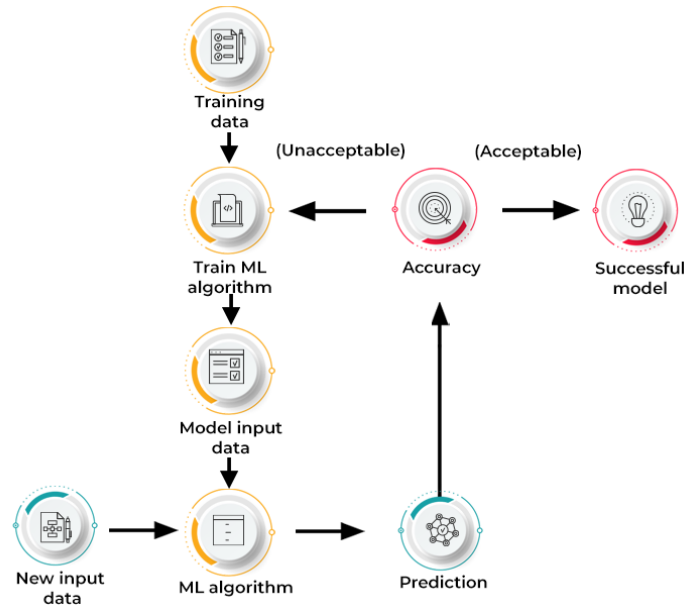 Training
data
(Unacceptable)
(Acceptable)
Train ML
algorithm
Accuracy
Successful
model
Model input
data
New input
data
ML algorithm
Prediction